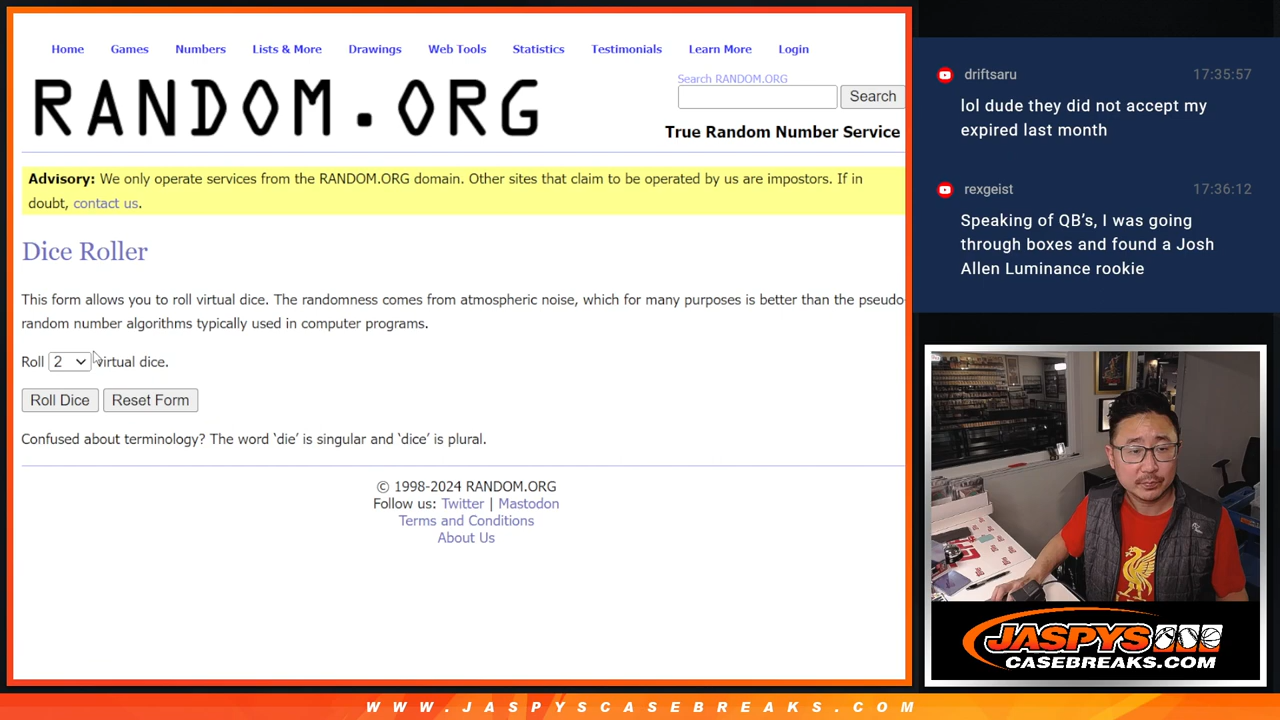 Home Games Numbers Lists & More Drawings Web Tools Statistics Testimonials Learn More Login
RANDOM.ORG
Search RANDOM.ORG
Search
True Random Number Service
Advisory: We only operate services from the RANDOM.ORG domain. Other sites that claim to be operated by us are impostors. If in
doubt, contact us.
Dice Roller
This form allows you to roll virtual dice. The randomness comes from atmospheric noise, which for many purposes is better than the pseudo-
random number algorithms typically used in computer programs.
Roll 2 virtual dice.
Roll Dice Reset Form
Confused about terminology? The word ‘die’ is singular and ‘dice’ is plural.
© 1998-2024 RANDOM.ORG
Follow us: Twitter | Mastodon
Terms and Conditions
About Us
driftsaru 17:35:57
lol dude they did not accept my
expired last month
rexgeist 17:36:12
Speaking of QB’s, I was going
through boxes and found a Josh
Allen Luminance rookie
JASPYS
CASEBREAKS.COM
WWW.JASPYSCASEBREAKS.COM